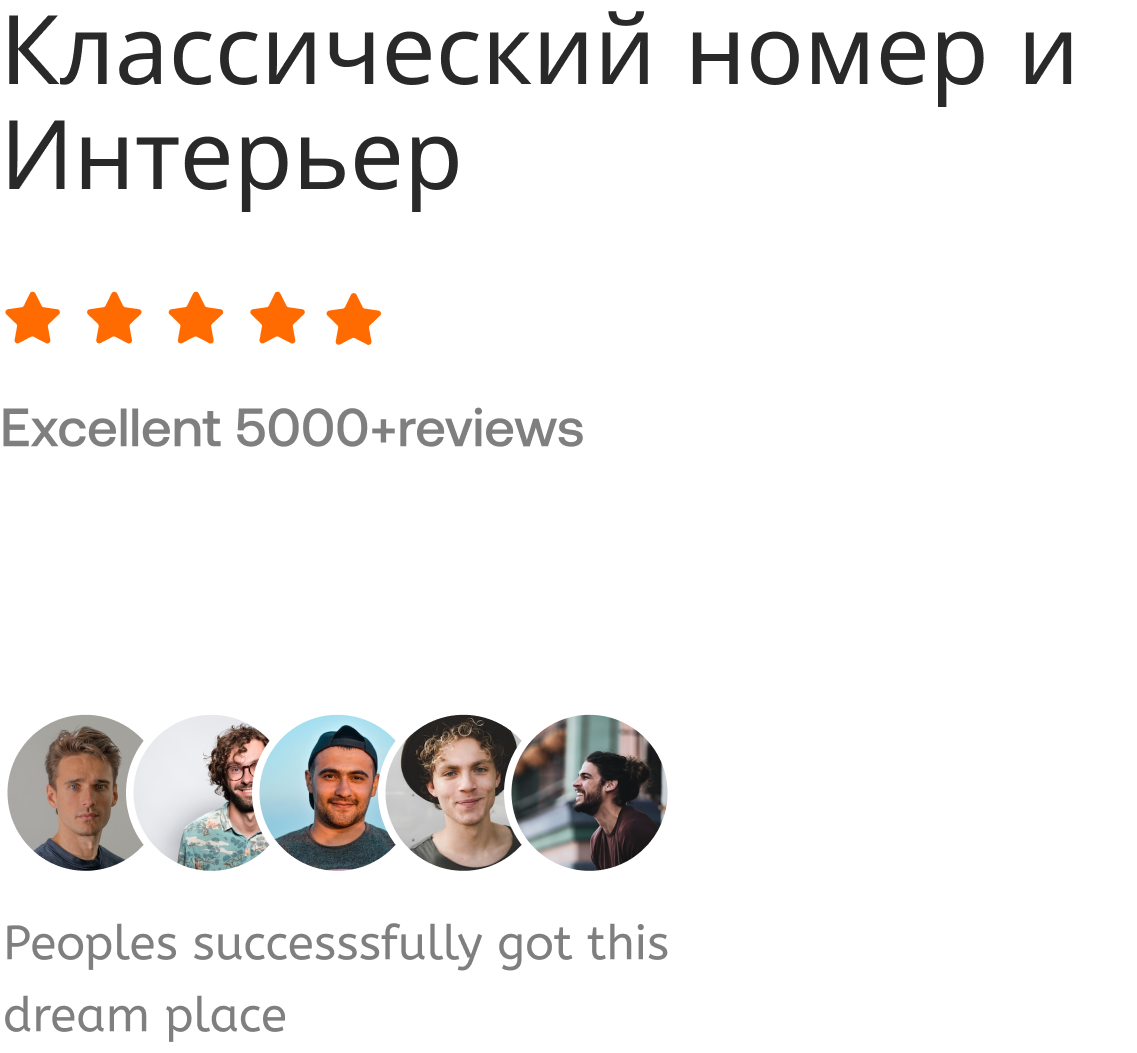 Классический номер и
Интерьер
Excellent 5000+reviews
Peoples successsfully got this
dream place